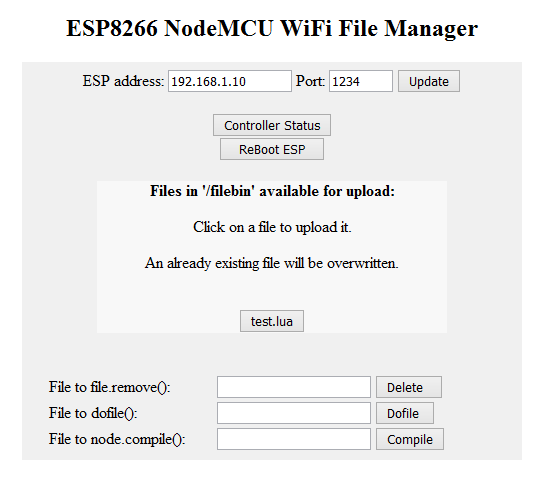 ESP8266 NodeMCU WiFi File Manager
ESP address: 192.168.1.10 Port: 1234 Update
Controller Status
ReBoot ESP
Files in '/filebin' available for upload:
Click on a file to upload it.
An already existing file will be overwritten.
test.lua
File to file.remove(): Delete
File to dofile(): Dofile
File to node.compile(): Compile